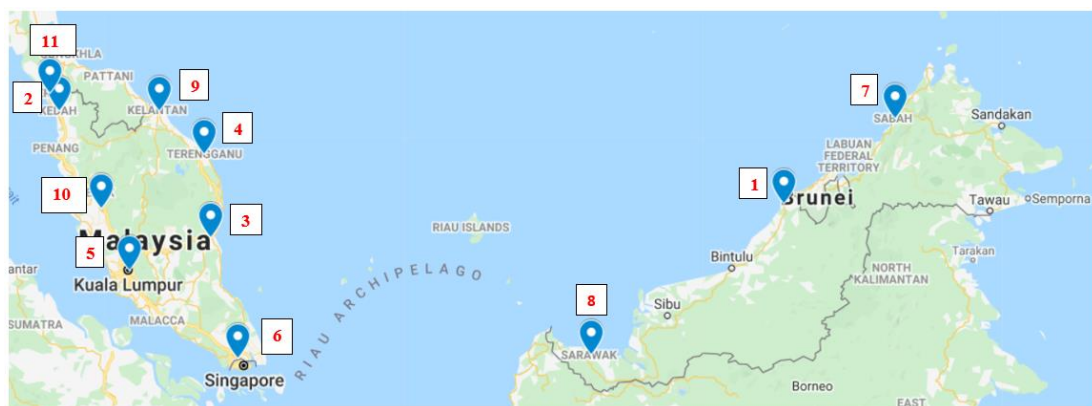 11
PATTANI
9
7
2
KEDAH
KELANTAN
4
SABAH
Sandakan
PENANG
TERENGGANU
LABUAN
FEDERAL
TERRITORY
10
1
Brunei
Tawau
Semporna
3
RIAU ISLANDS
Malaysia
5
Kuala Lumpur
Bintulu
Tarakan
NORTH
KALIMANTAN
RIAU ARCHIPELAGO
8
Sibu
SUMATRA
MALACCA
6
SARAWAK
Singapore
Borneo
EAST